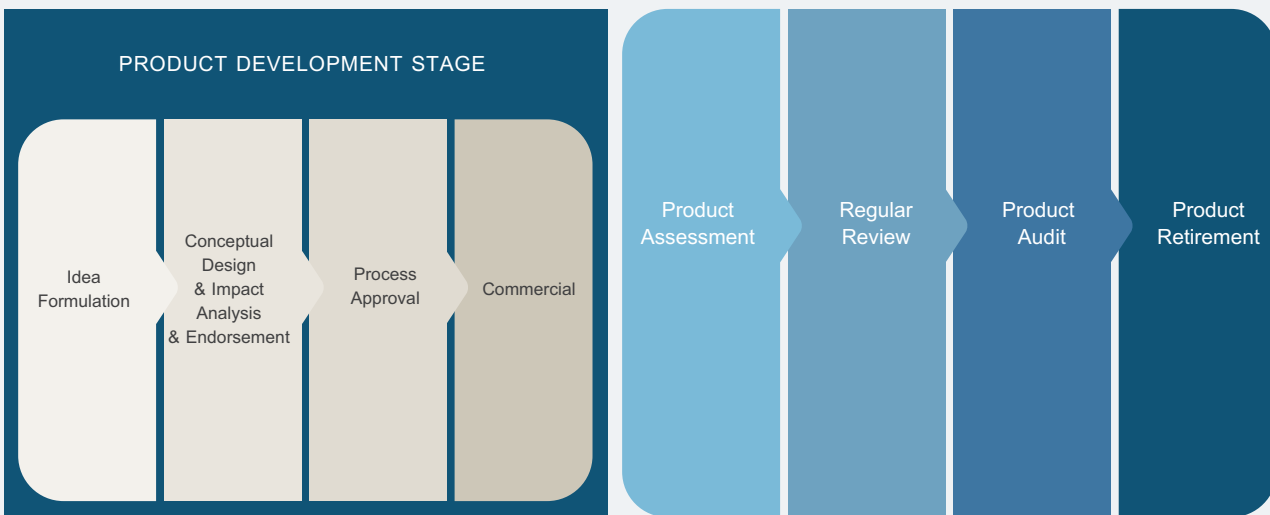 PRODUCT DEVELOPMENT STAGE
Idea
Formulation
Conceptual
Design
& Impact
Analysis
& Endorsement
Process
Approval
Commercial
Product
Assessment
Regular
Review
Product
Audit
Product
Retirement